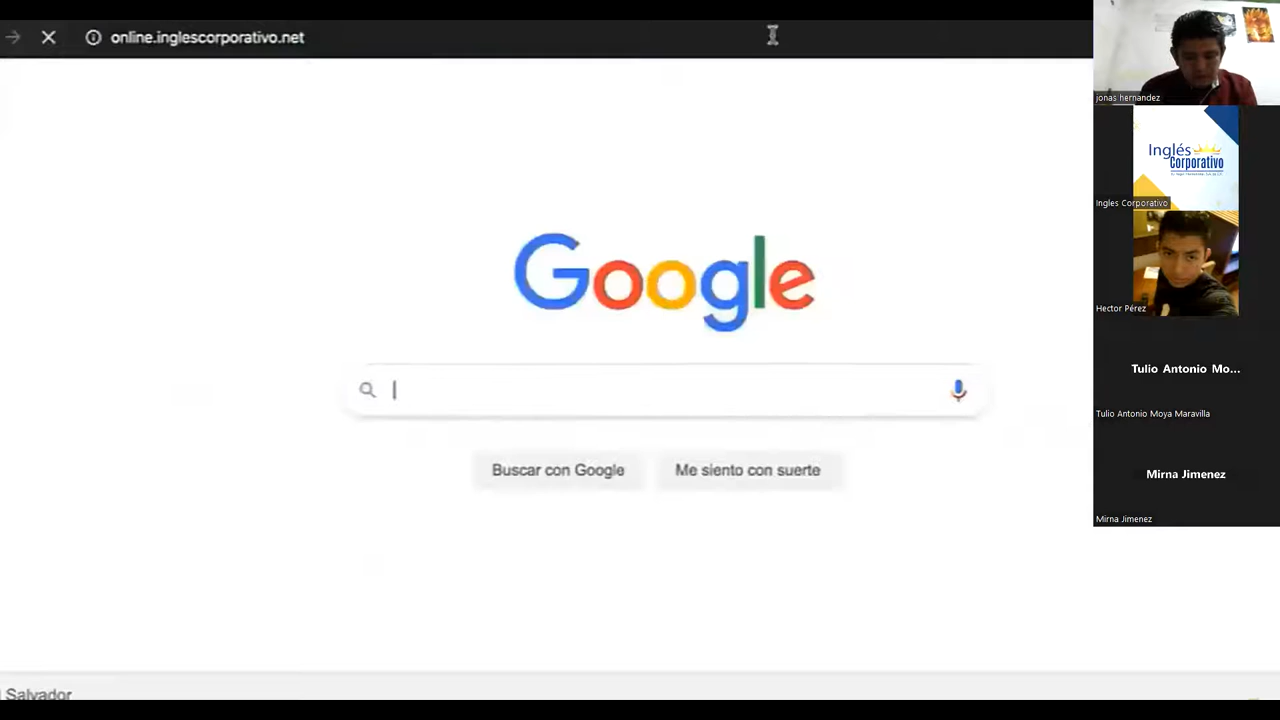 online.inglescorporativo.net
Google
Buscar con Google
Me siento con suerte
Salvador
jonas hernandez
Inglés
Corporativo
Ingles Corporativo
Hector Pérez
Tulio Antonio Mo...
Tulio Antonio Moya Maravilla
Mirna Jimenez
Mirna Jimenez